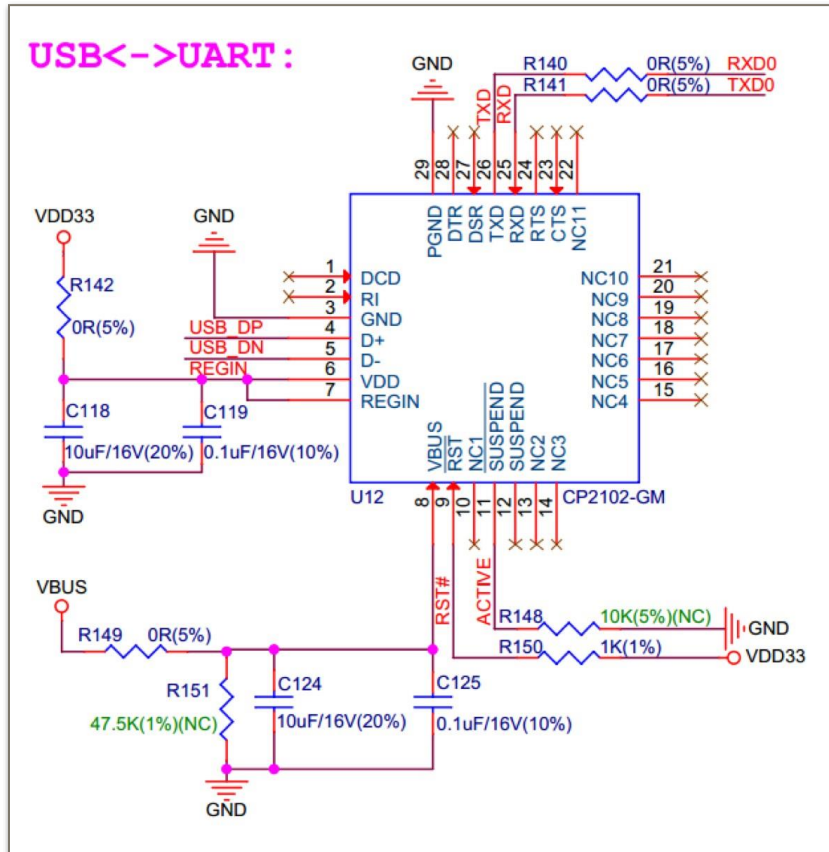 USB<->UART:
GND
R140
0R(5%)
RXD0
R141
0R(5%)
TXD0
TXD
RXD
29
28
27
26
25
24
23
22
PGND
DTR
DSR
TXD
RXD
RTS
CTS
NC11
VDD33
GND
R142
0R(5%)
1
DCD
2
RI
3
GND
USB_DP
4
D+
USB_DN
5
D-
REGIN
6
VDD
7
REGIN
NC10
21
NC9
20
NC8
19
NC7
18
NC6
17
NC5
16
NC4
15
C118
10uF/16V(20%)
C119
0.1uF/16V(10%)
GND
VBUS
RST
NC1
SUSPEND
SUSPEND
NC2
NC3
U12
CP2102-GM
8
9
10
11
12
13
14
RST#
ACTIVE
VBUS
R149
0R(5%)
R148
10K(5%)(NC)
GND
R150
1K(1%)
VDD33
R151
47.5K(1%)(NC)
C124
10uF/16V(20%)
C125
0.1uF/16V(10%)
GND